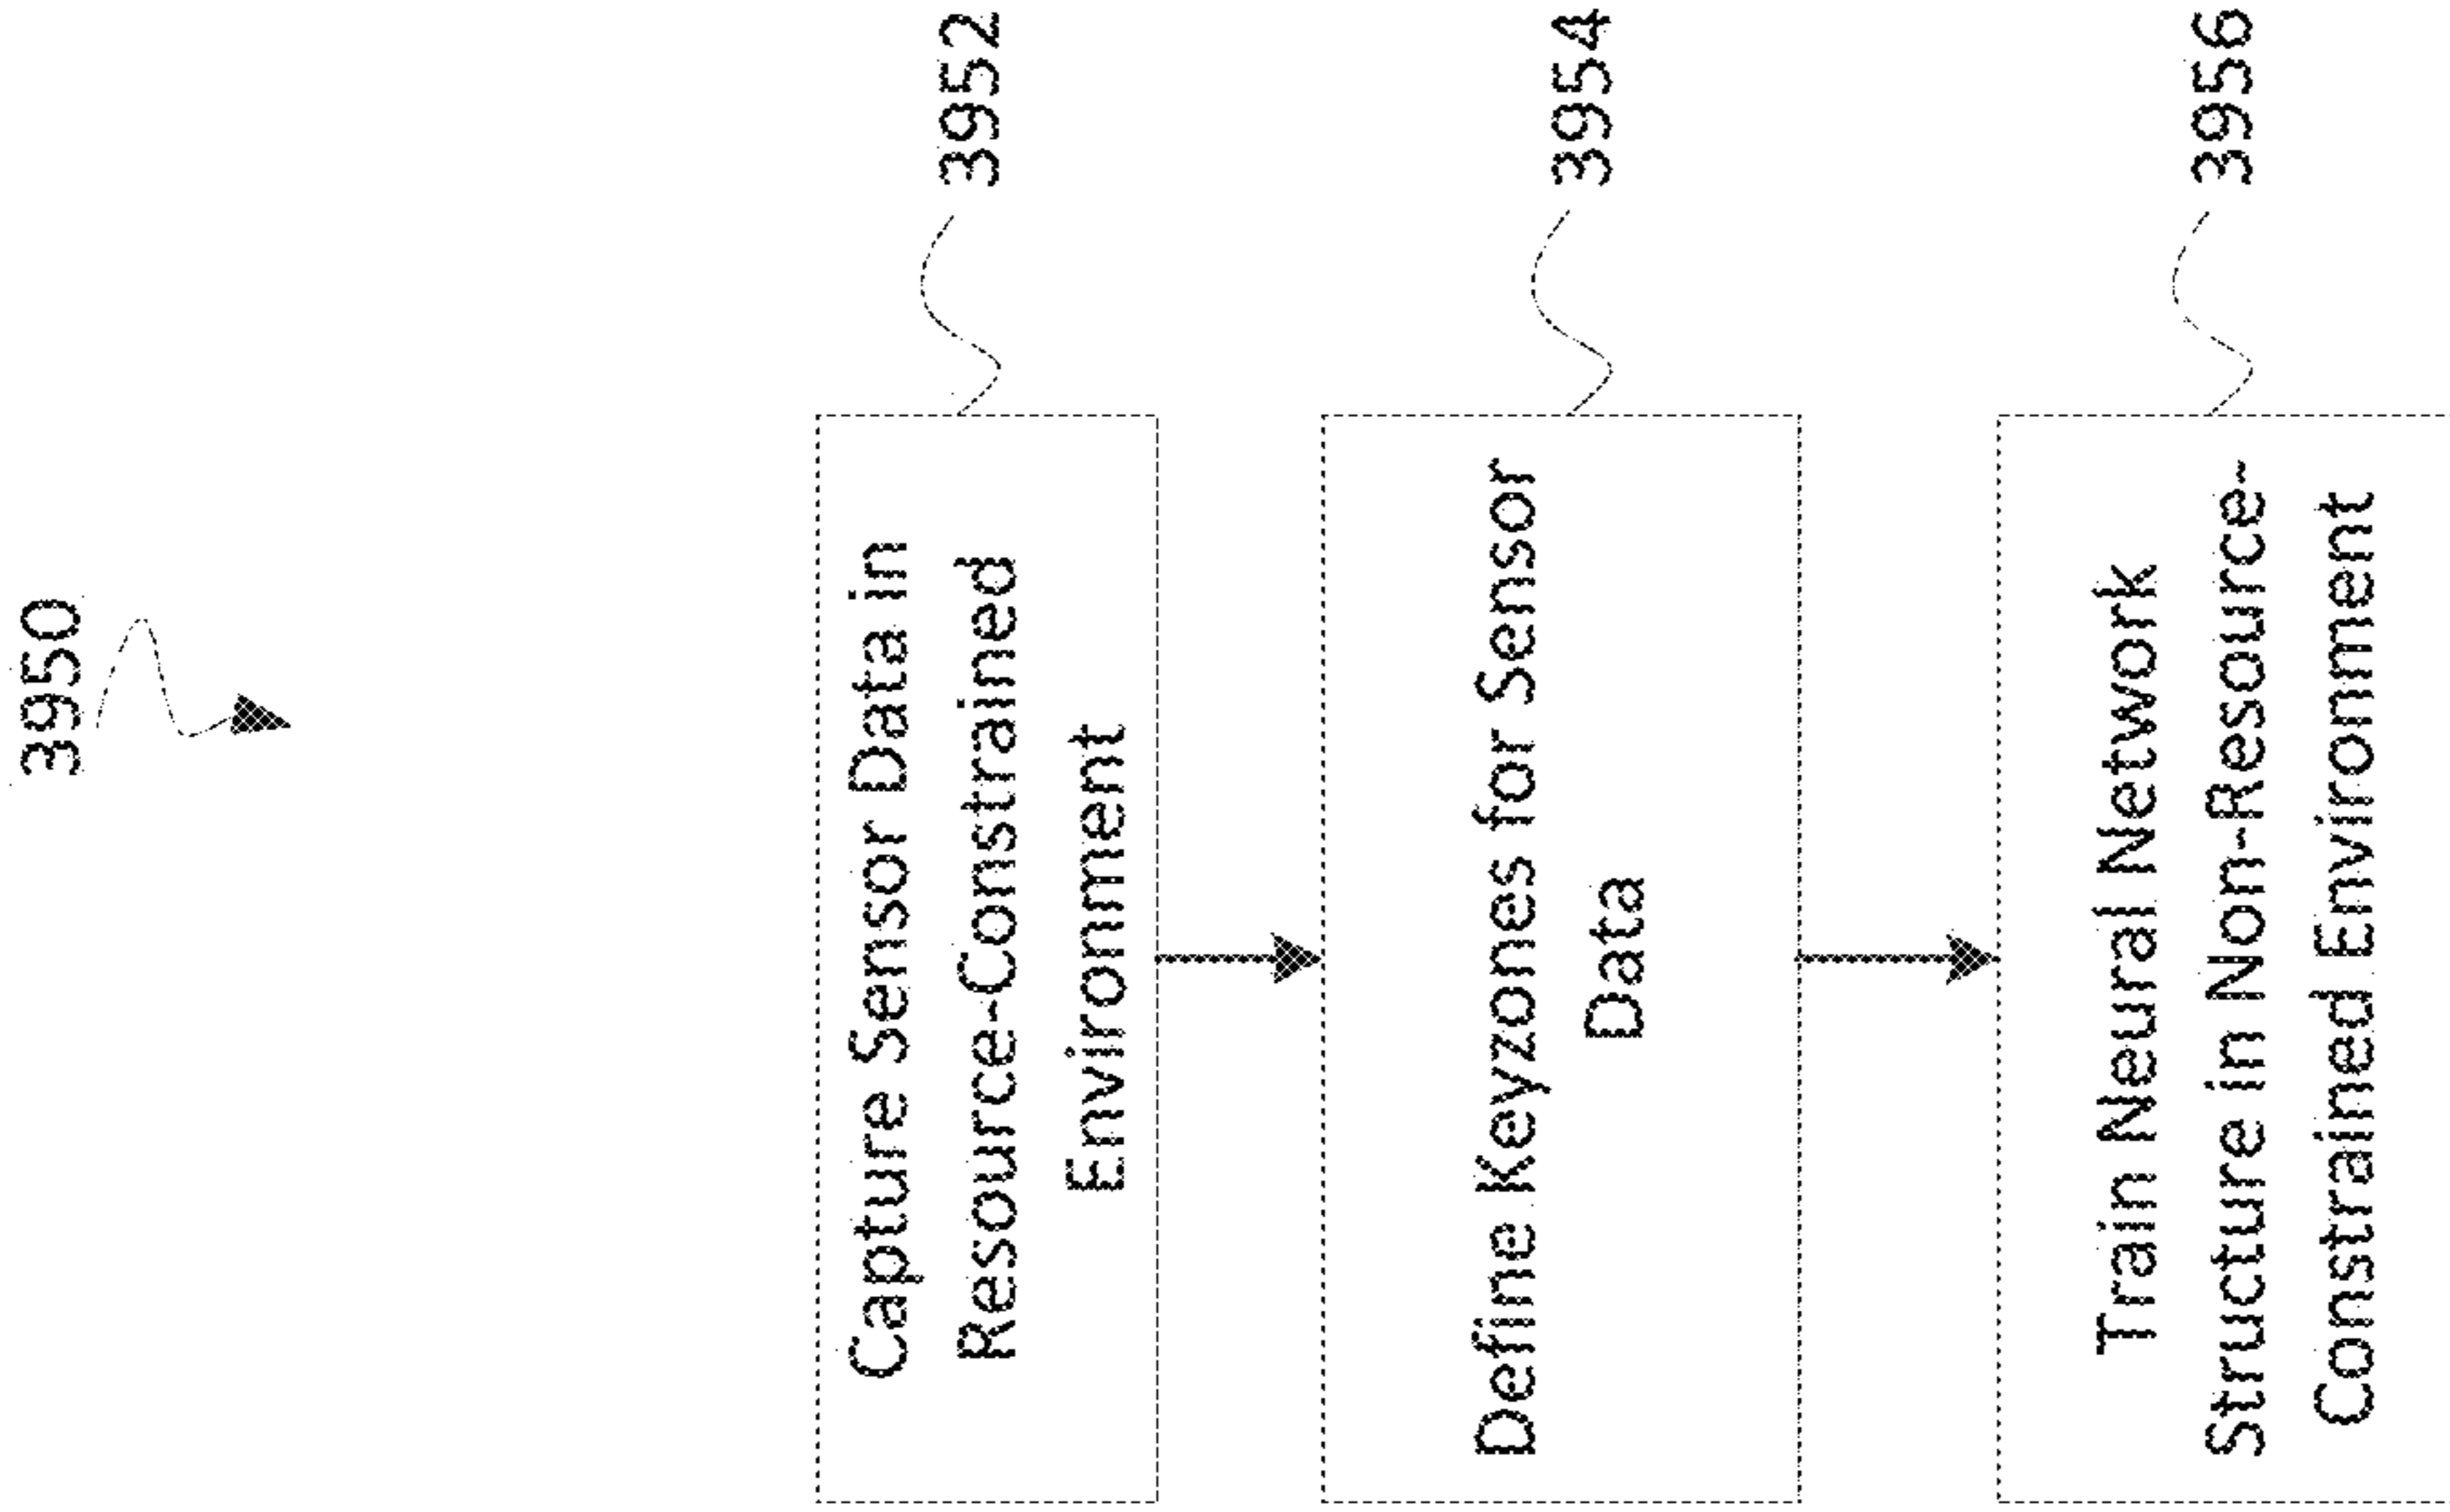 3950
Capture Sensor Data in
Resource-Constrained
Environment
3952
Define Keyzones for Sensor
Data
3954
Train Neural Network
Structure in Non-Resource-
Constrained Environment
3956